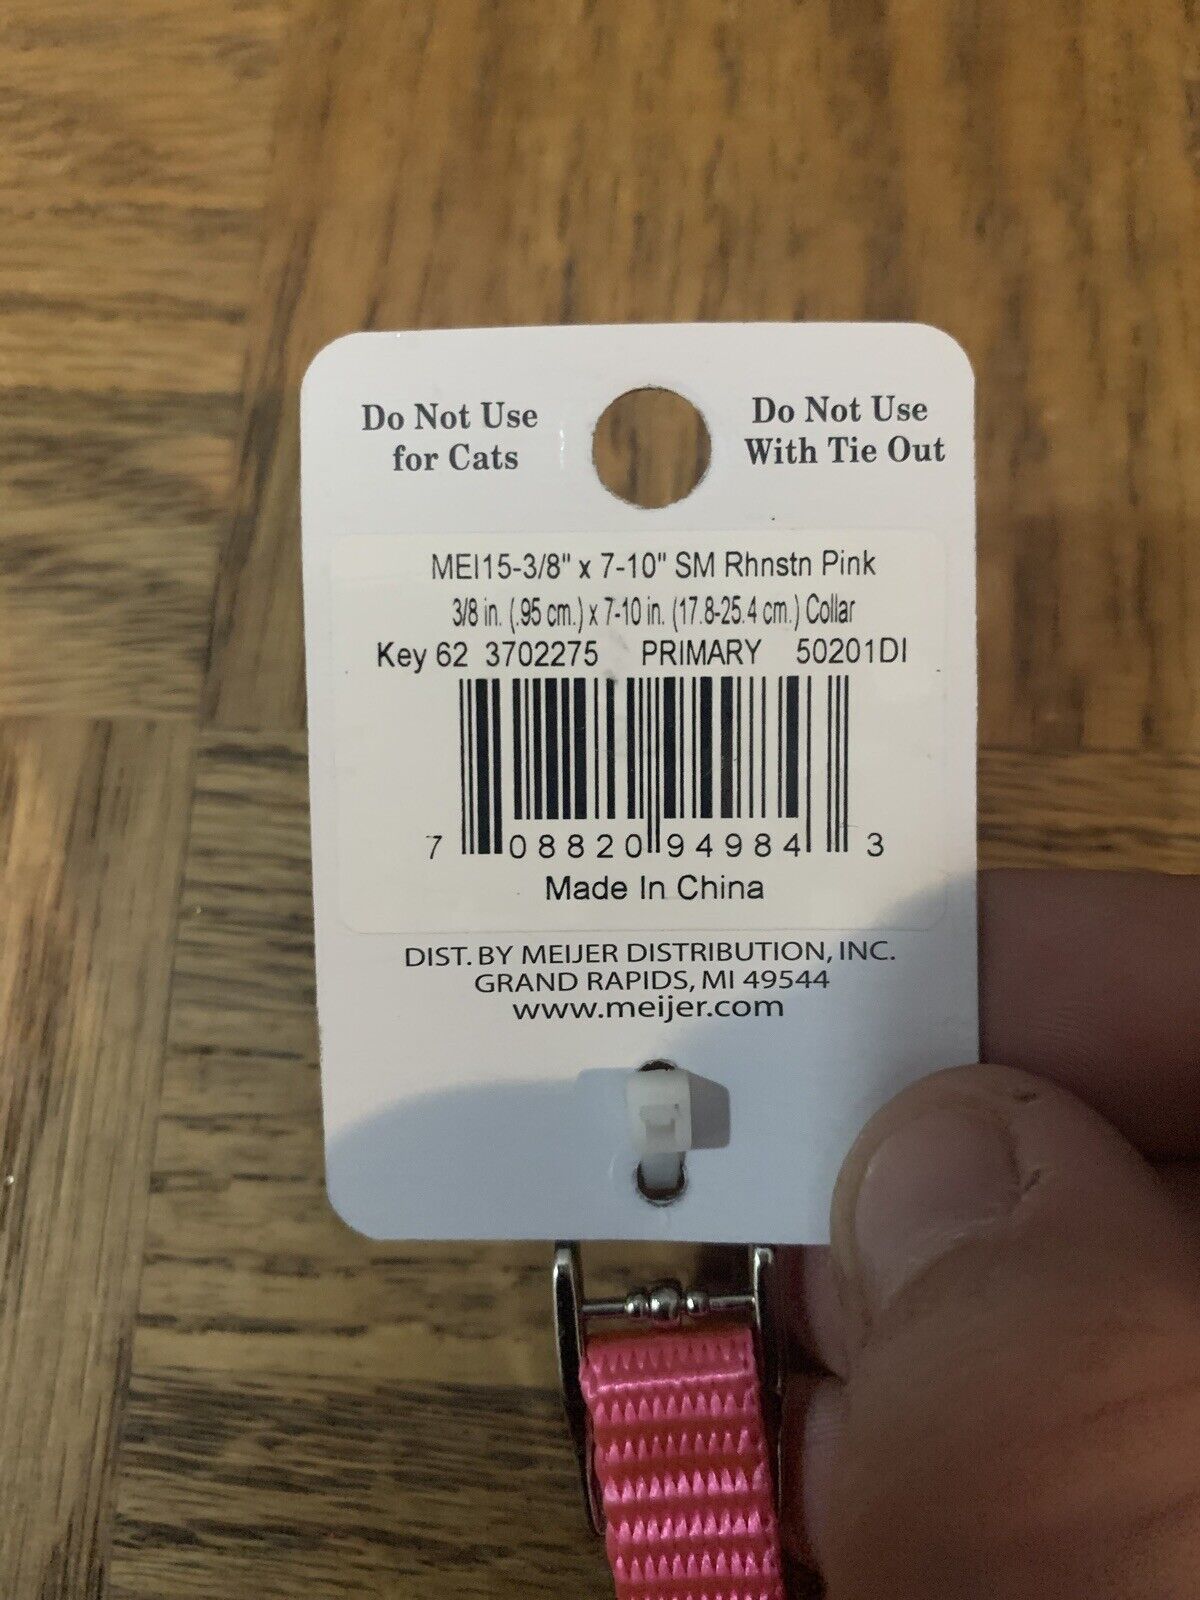 Do Not Use
for Cats
Do Not Use
With Tie Out
MEI15-3/8" x 7-10" SM Rhnstn Pink
3/8 in. (.95 cm.) x 7-10 in. (17.8-25.4 cm.) Collar
Key 62 3702275 PRIMARY 50201DI
7 08820 94984 3
Made In China
DIST. BY MEIJER DISTRIBUTION, INC.
GRAND RAPIDS, MI 49544
www.meijer.com